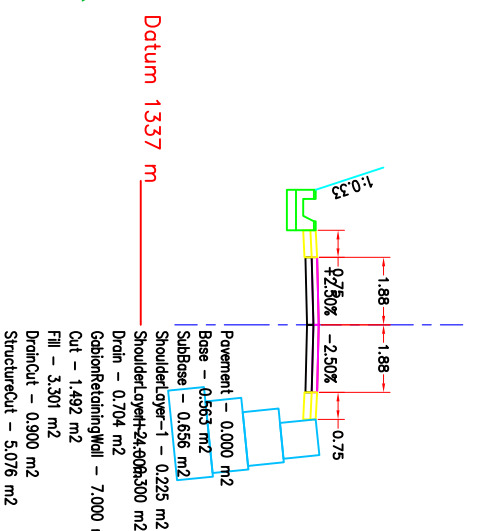 Datum 1337 m
1:0.33
0.75
1.88
1.88
0.75
+2.50%
-2.50%
Pavement - 0.000 m2
Base - 0.563 m2
SubBase - 0.656 m2
ShoulderLayer-1 - 0.225 m2
Drain - 0.704 m2
GabionRetainingWall - 7.000
Cut - 1.492 m2
Fill - 3.301 m2
DrainCut - 0.900 m2
StructureCut - 5.076 m2